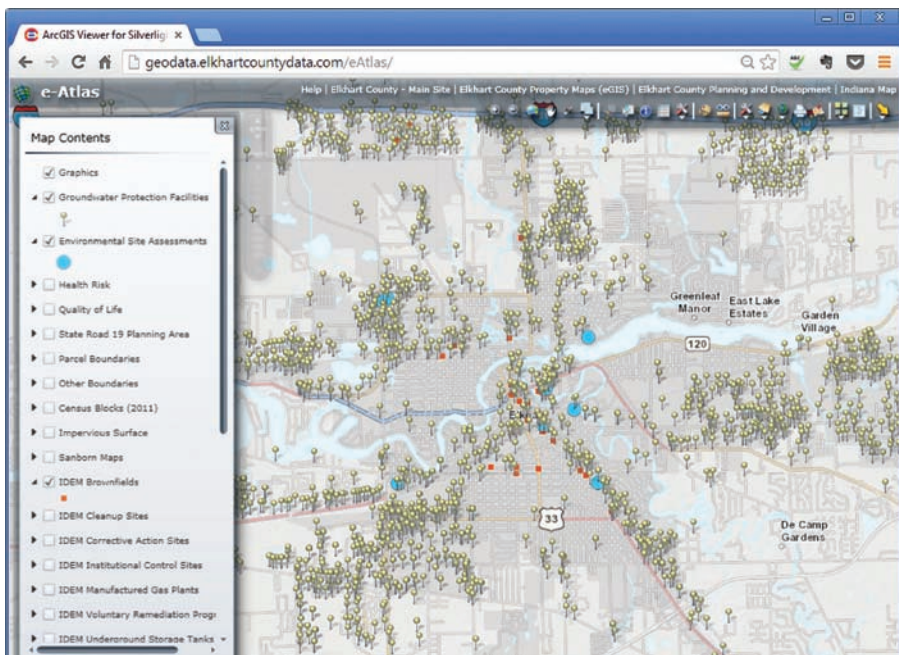 ArcGIS Viewer for Silverlig
geodata.elkhartcountydata.com/eAtlas/
e-Atlas
Help | Elkhart County - Main Site | Elkhart County Property Maps (eGIS) | Elkhart County Planning and Development | Indiana Map
Map Contents
Graphics
Groundwater Protection Facilities
Environmental Site Assessments
Health Risk
Quality of Life
State Road 19 Planning Area
Parcel Boundaries
Other Boundaries
Census Blocks (2011)
Impervious Surface
Sanborn Maps
IDEM Brownfields
IDEM Cleanup Sites
IDEM Corrective Action Sites
IDEM Institutional Control Sites
IDEM Manufactured Gas Plants
IDEM Voluntary Remediation Progr
IDEM Underground Storage Tanks
Greenleaf
Manor
East Lake
Estates
Garden
Village
120
33
De Camp
Gardens